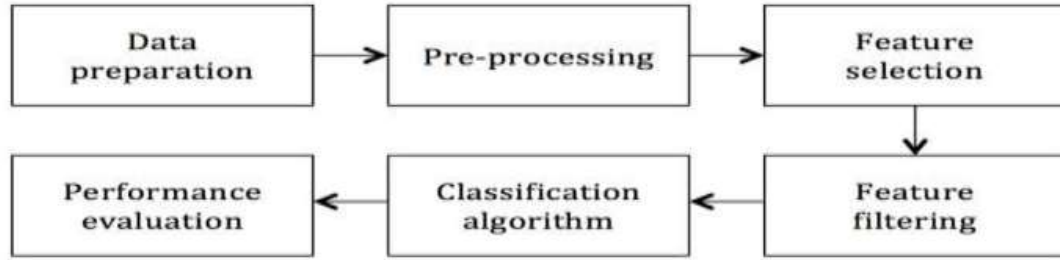 Data
preparation
Pre-processing
Feature
selection
Performance
evaluation
Classification
algorithm
Feature
filtering